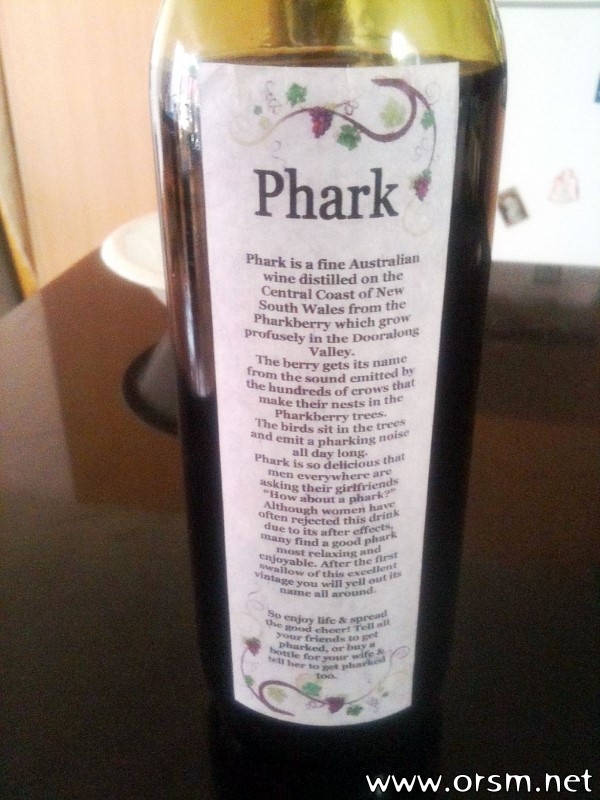 Phark
Phark is a fine Australian
wine distilled on the
Central Coast of New
South Wales from the
Pharkberry which grow
profusely in the Dooralong
Valley.
The berry gets its name
from the sound emitted by
the hundreds of crows that
make their nests in the
Pharkberry trees.
The birds sit in the trees
and emit a pharking noise
all day long.
Phark is so delicious that
men everywhere are
asking their girlfriends
"How about a phark?"
Although women have
often rejected this drink
due to its after effects,
many find a good phark
most relaxing and
enjoyable. After the first
swallow of this excellent
vintage you will yell out its
name all around.
So enjoy life & spread
the good cheer! Tell all
your friends to get
pharked, or buy a
bottle for your wife &
tell her to get pharked
too.
www.orsm.net